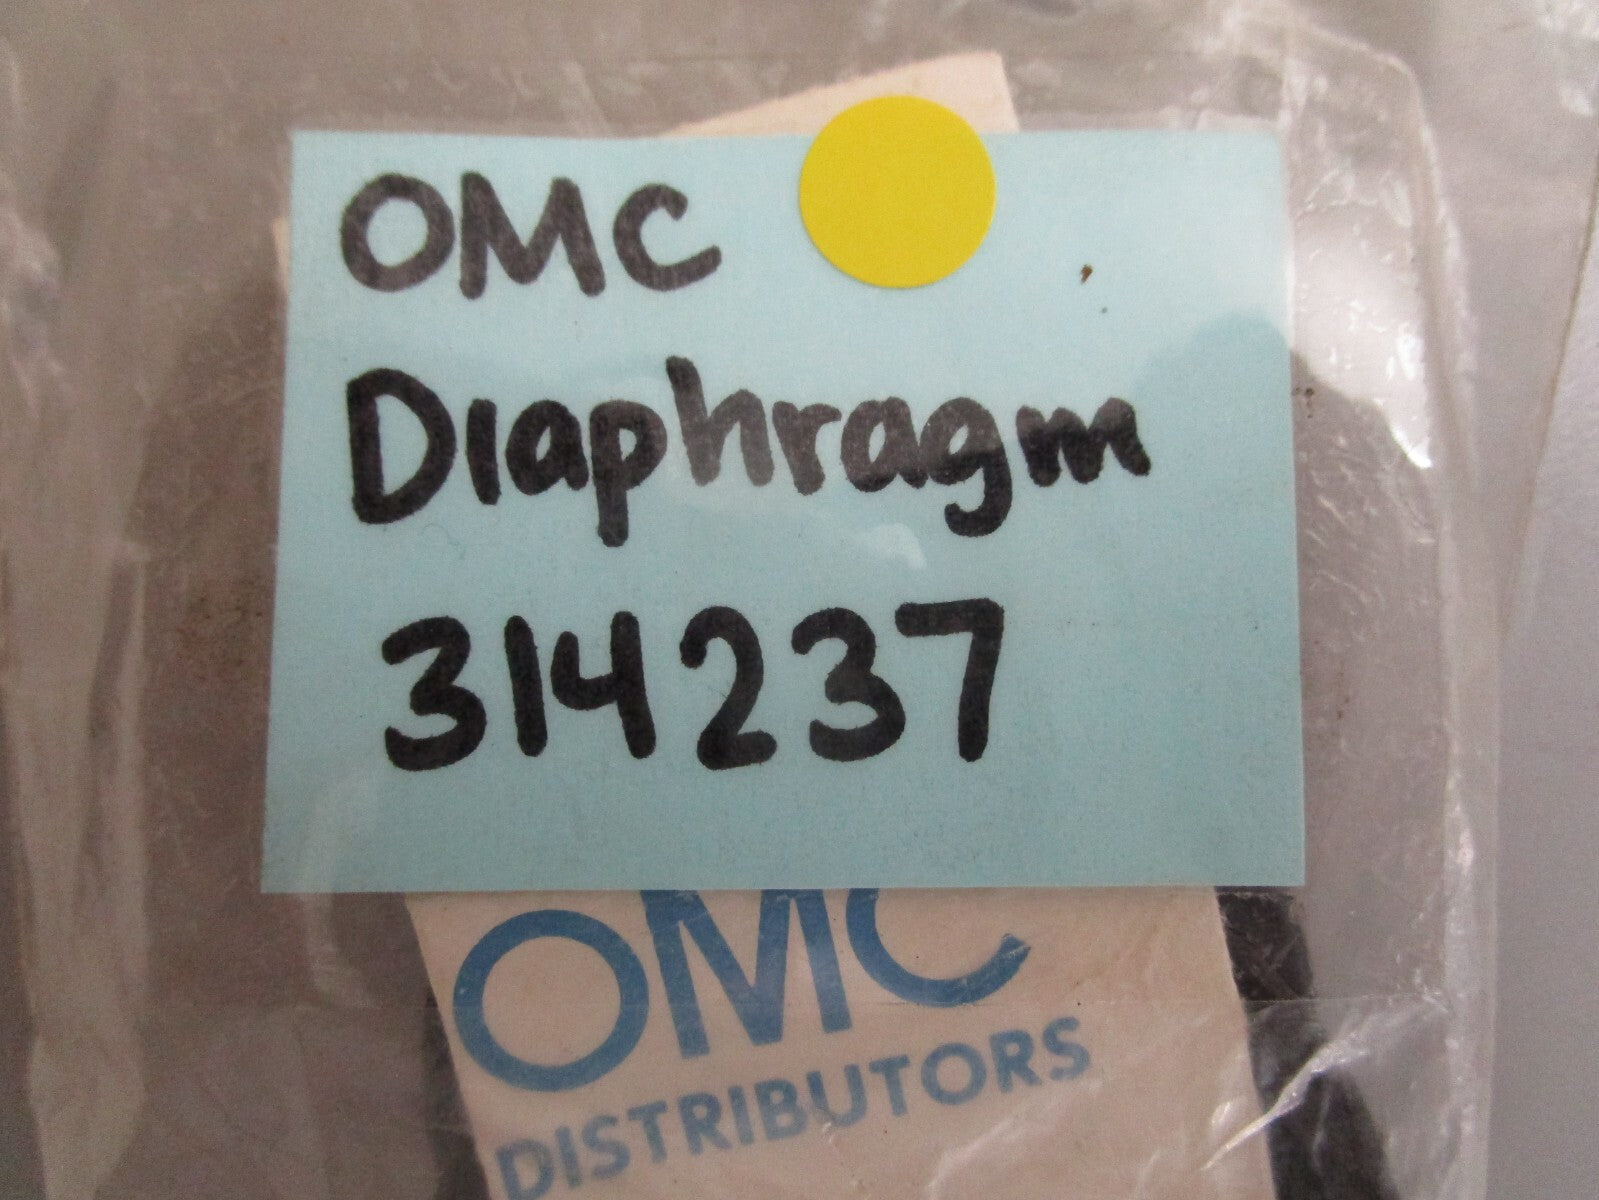 OMC
Diaphragm
314237
OMC
DISTRIBUTORS